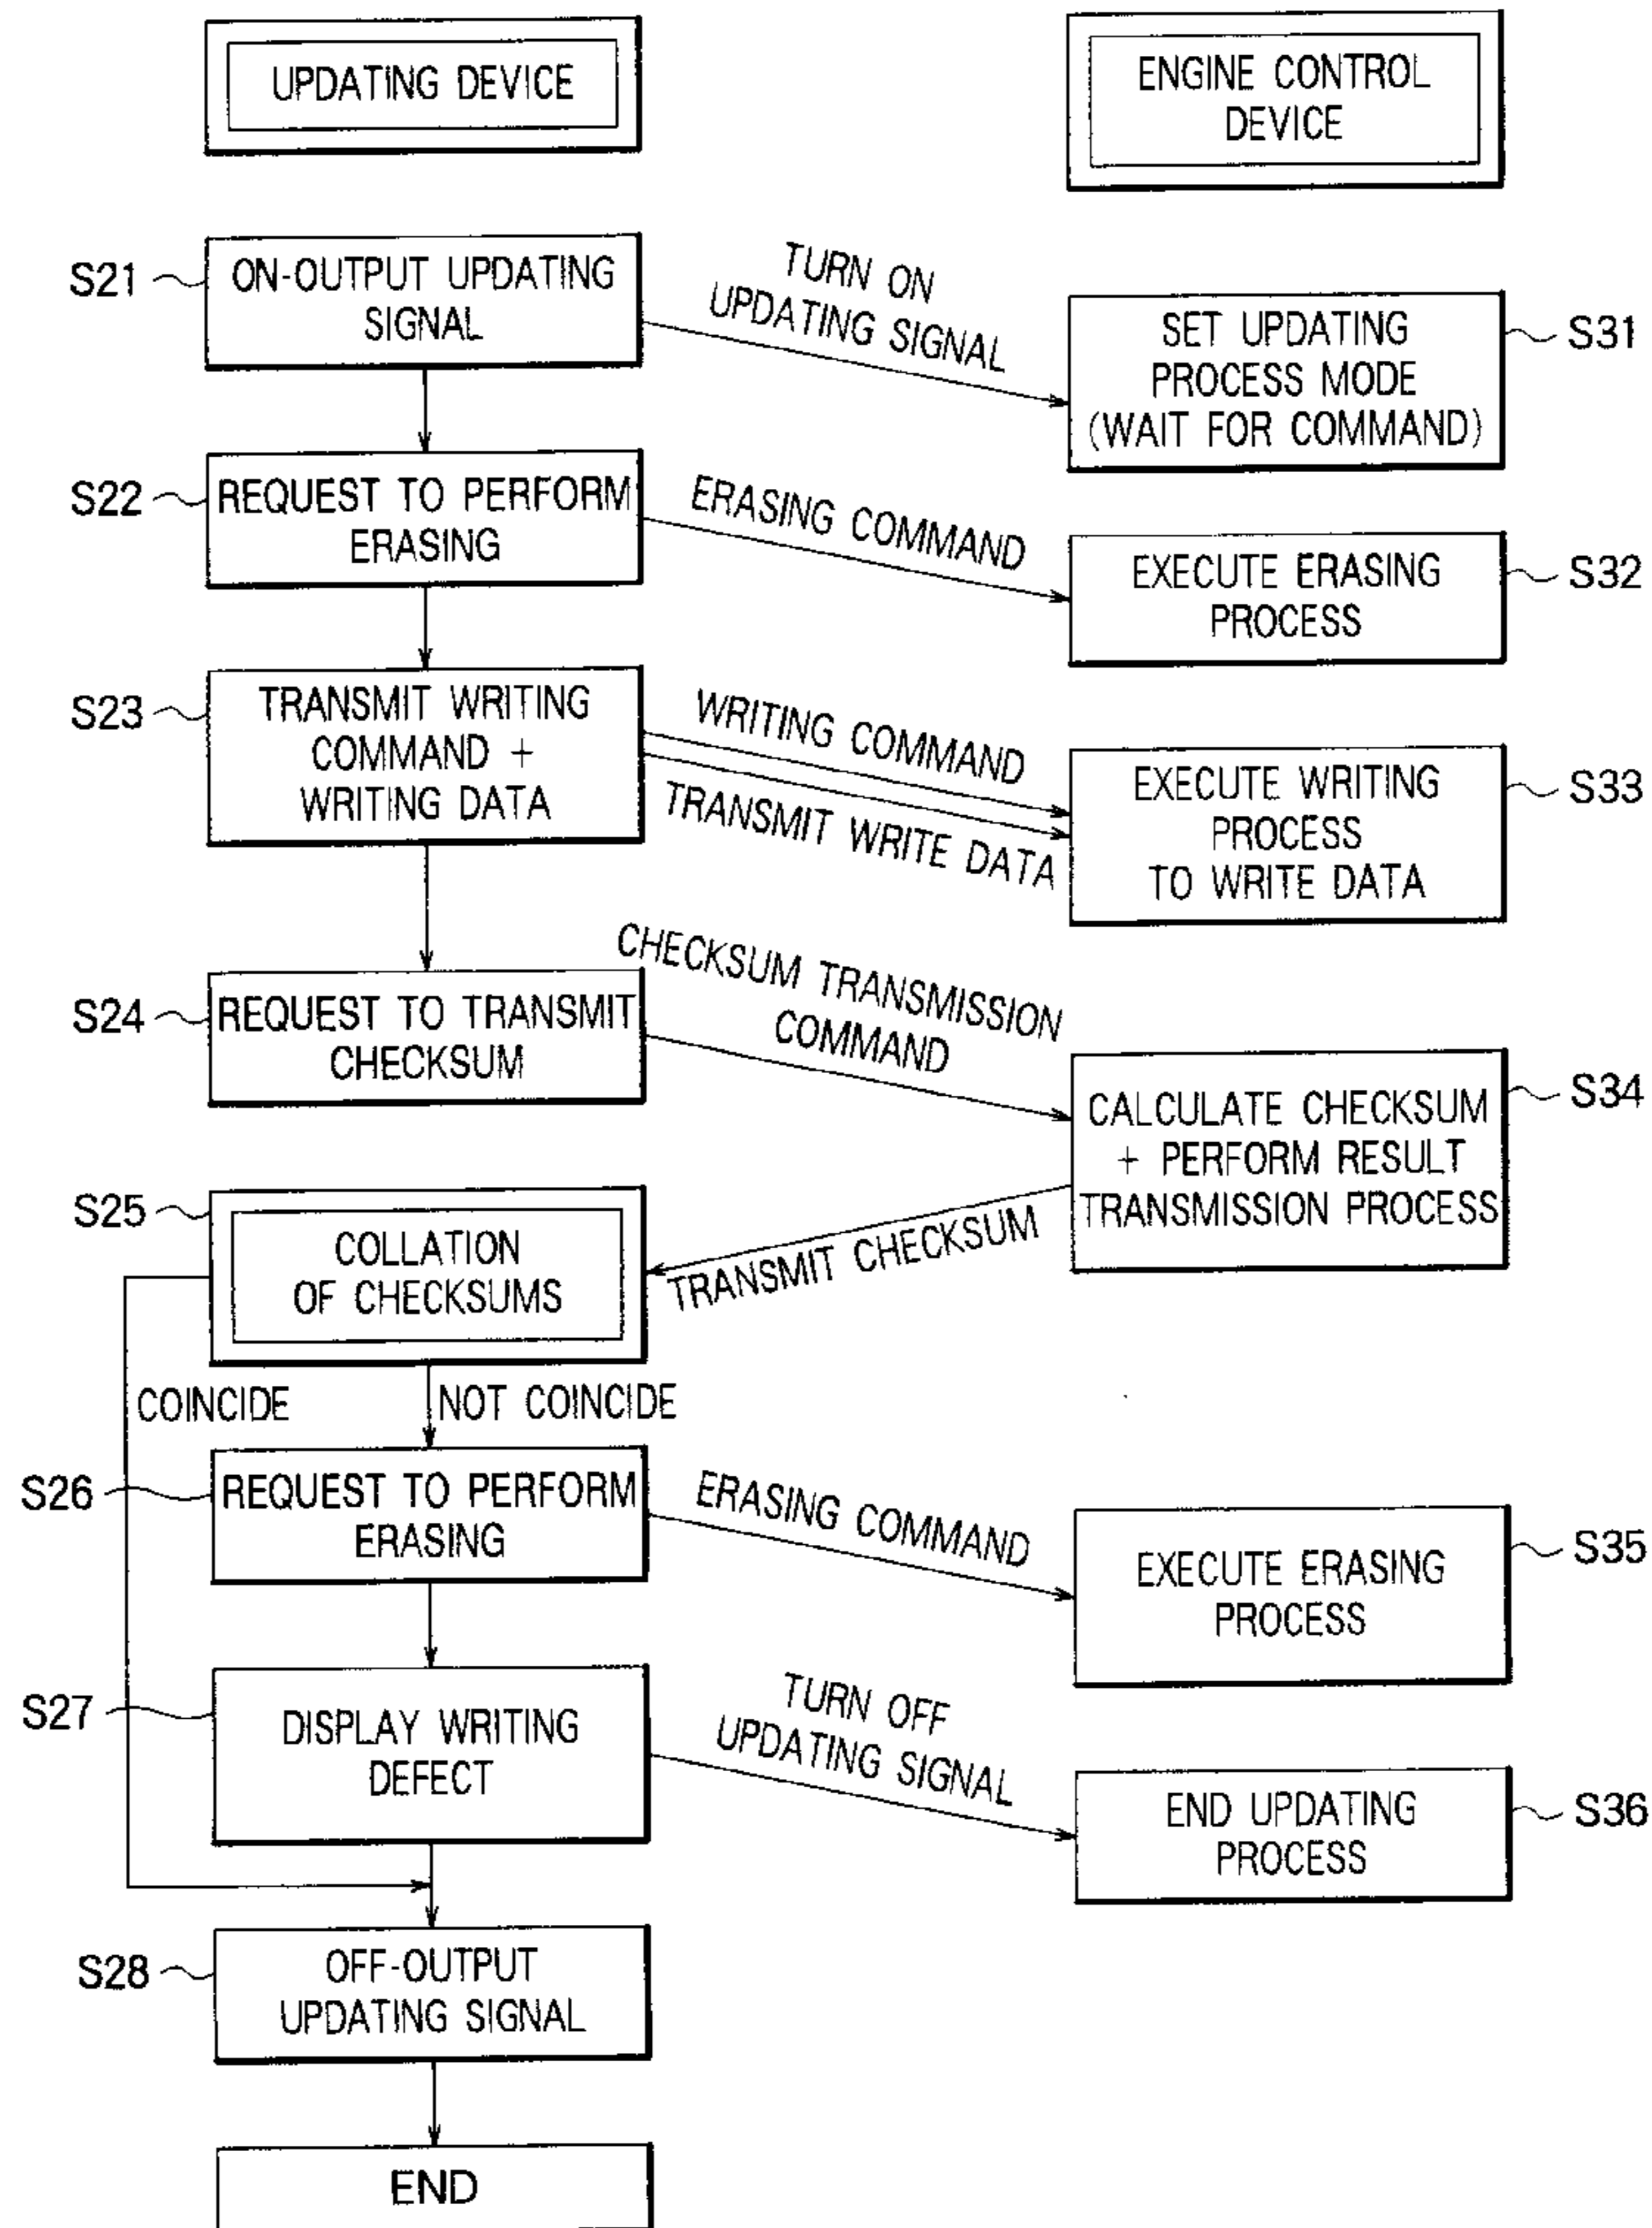 UPDATING DEVICE
ENGINE CONTROL
DEVICE
S21
ON-OUTPUT UPDATING
SIGNAL
TURN ON
UPDATING SIGNAL
SET UPDATING
PROCESS MODE
(WAIT FOR COMMAND)
S31
S22
REQUEST TO PERFORM
ERASING
ERASING COMMAND
EXECUTE ERASING
PROCESS
S32
S23
TRANSMIT WRITING
COMMAND +
WRITING DATA
WRITING COMMAND
TRANSMIT WRITE DATA
EXECUTE WRITING
PROCESS
TO WRITE DATA
S33
S24
REQUEST TO TRANSMIT
CHECKSUM
CHECKSUM TRANSMISSION
COMMAND
CALCULATE CHECKSUM
+ PERFORM RESULT
TRANSMISSION PROCESS
S34
S25
COLLATION
OF CHECKSUMS
TRANSMIT CHECKSUM
COINCIDE
NOT COINCIDE
S26
REQUEST TO PERFORM
ERASING
ERASING COMMAND
EXECUTE ERASING
PROCESS
S35
S27
DISPLAY WRITING
DEFECT
TURN OFF
UPDATING SIGNAL
END UPDATING
PROCESS
S36
S28
OFF-OUTPUT
UPDATING SIGNAL
END